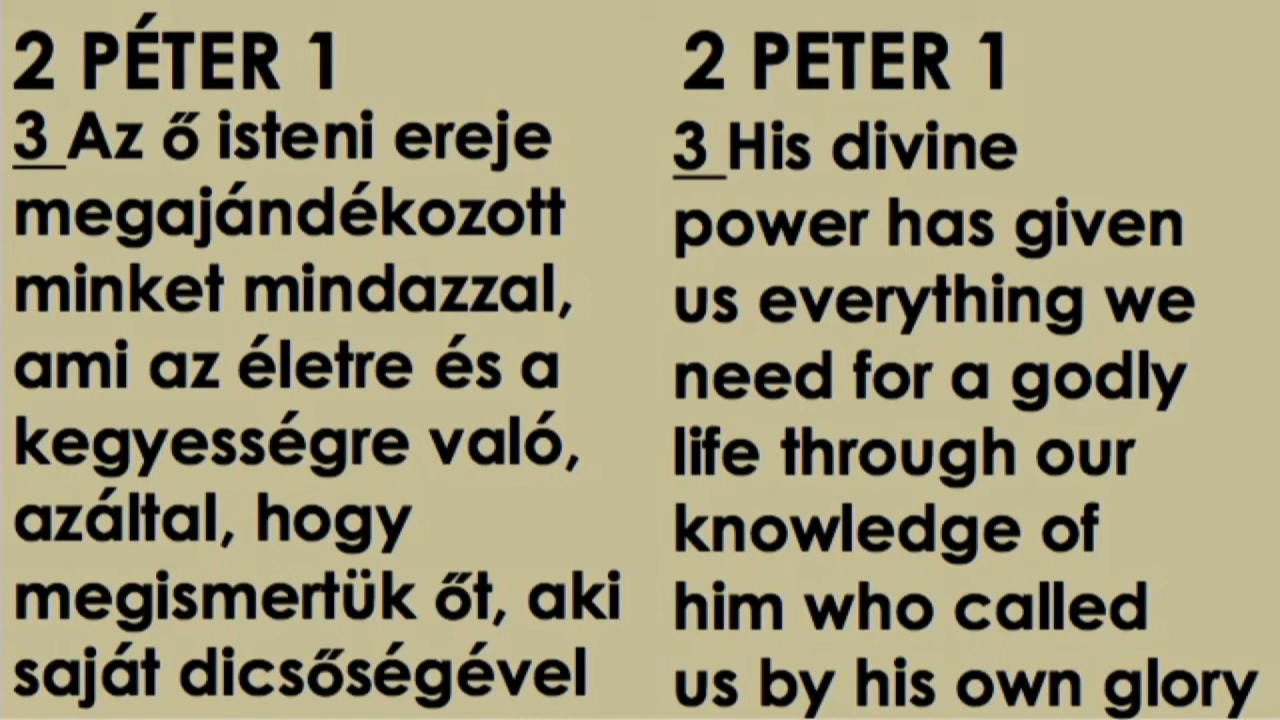 2 PÉTER 1
3 Az ő isteni ereje
megajándékozott
minket mindazzal,
ami az életre és a
kegyességre való,
azáltal, hogy
megismertük őt, aki
saját dicsőségével
2 PETER 1
3 His divine
power has given
us everything we
need for a godly
life through our
knowledge of
him who called
us by his own glory